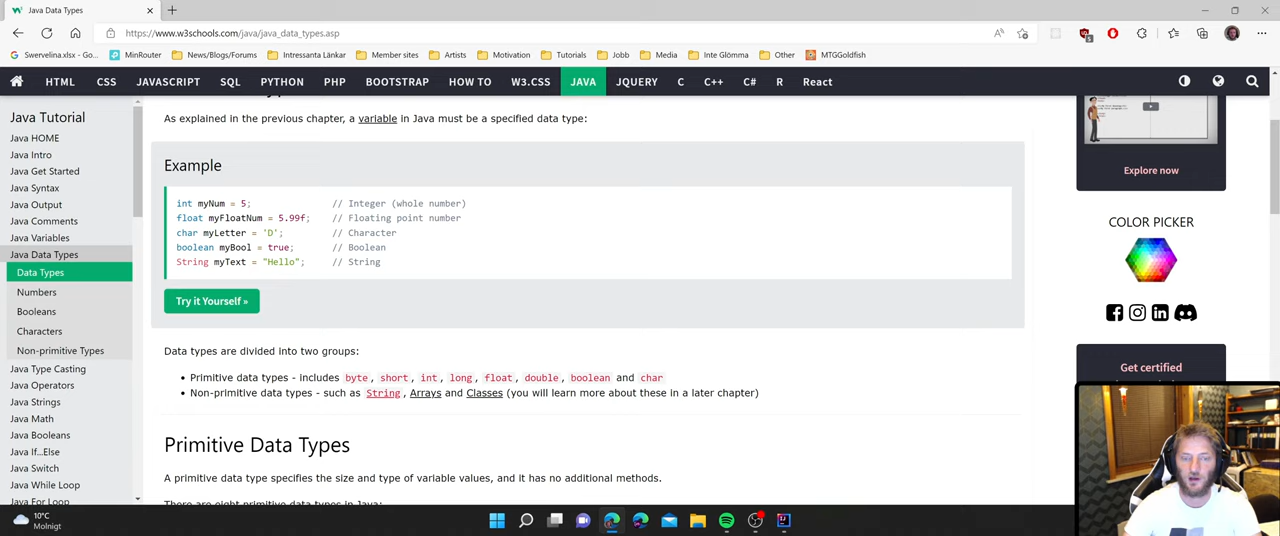 Java Data Types
https://www.w3schools.com/java/java_data_types.asp
Swervelina.xlsx - Go...
MinRouter
News/Blogs/Forums
Intressanta Länkar
Member sites
Artists
Motivation
Tutorials
Jobb
Media
Inte Glömma
Other
MTGGoldfish
HTML
CSS
JAVASCRIPT
SQL
PYTHON
PHP
BOOTSTRAP
HOW TO
W3.CSS
JAVA
JQUERY
C
C++
C#
R
React
Java Tutorial
Java HOME
Java Intro
Java Get Started
Java Syntax
Java Output
Java Comments
Java Variables
Java Data Types
Data Types
Numbers
Booleans
Characters
Non-primitive Types
Java Type Casting
Java Operators
Java Strings
Java Math
Java Booleans
Java If...Else
Java Switch
Java While Loop
Java For Loop
As explained in the previous chapter, a variable in Java must be a specified data type:
Example
int myNum = 5; // Integer (whole number)
float myFloatNum = 5.99f; // Floating point number
char myLetter = 'D'; // Character
boolean myBool = true; // Boolean
String myText = "Hello"; // String
Try it Yourself »
Data types are divided into two groups:
• Primitive data types - includes byte, short, int, long, float, double, boolean and char
• Non-primitive data types - such as String, Arrays and Classes (you will learn more about these in a later chapter)
Primitive Data Types
A primitive data type specifies the size and type of variable values, and it has no additional methods.
There are eight primitive data types in Java:
Explore now
COLOR PICKER
Get certified
10°C
Molnigt